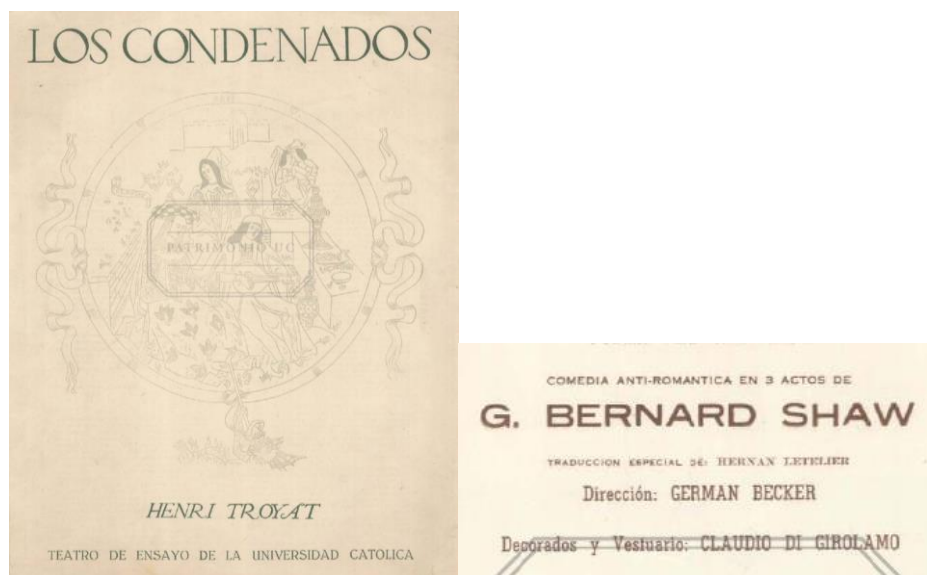 LOS CONDENADOS
PATRIMONIO UC
HENRI TROYAT
TEATRO DE ENSAYO DE LA UNIVERSIDAD CATOLICA
COMEDIA ANTI-ROMANTICA EN 3 ACTOS DE
G. BERNARD SHAW
TRADUCCION ESPECIAL DE: HERNAN LETELIER
Dirección: GERMAN BECKER
Decorados y Vestuario: CLAUDIO DI GIROLAMO